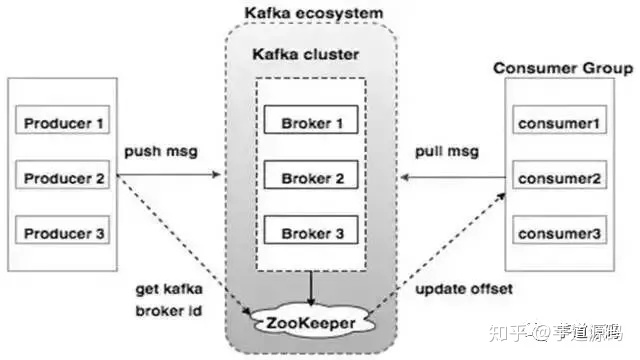 Kafka ecosystem
Kafka cluster
Consumer Group
Producer 1
Producer 2
Producer 3
push msg
Broker 1
Broker 2
Broker 3
pull msg
consumer1
consumer2
consumer3
get kafka
broker id
ZooKeeper
update offset
知乎 @芋道源码